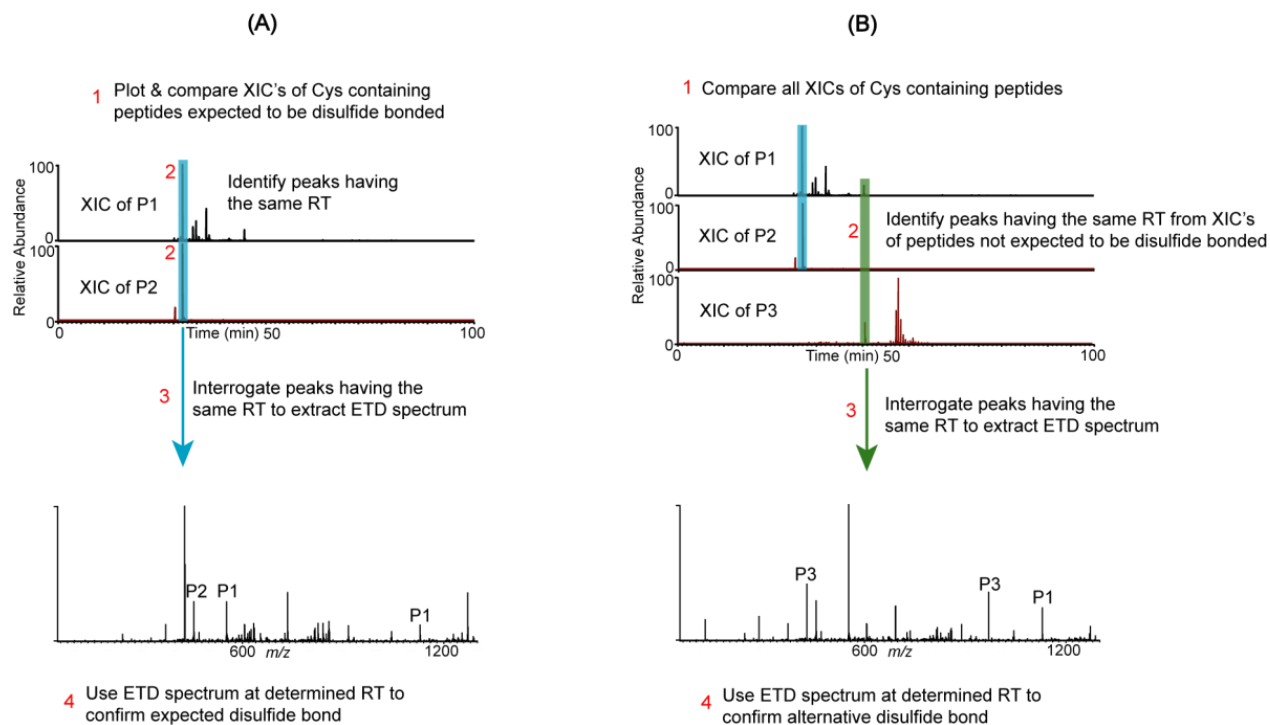 (A)
1 Plot & compare XIC's of Cys containing
peptides expected to be disulfide bonded
100
2
XIC of P1
Identify peaks having
the same RT
0
100
2
XIC of P2
0
Relative Abundance
0
Time (min) 50
100
3
Interrogate peaks having the
same RT to extract ETD spectrum
P2
P1
P1
600
m/z
1200
4 Use ETD spectrum at determined RT to
confirm expected disulfide bond
(B)
1 Compare all XICs of Cys containing peptides
100
XIC of P1
0
100
XIC of P2
2
Identify peaks having the same RT from XIC's
of peptides not expected to be disulfide bonded
0
100
XIC of P3
0
Relative Abundance
0
Time (min) 50
100
3
Interrogate peaks having the
same RT to extract ETD spectrum
P3
P3
P1
600
m/z
1200
4 Use ETD spectrum at determined RT to
confirm alternative disulfide bond